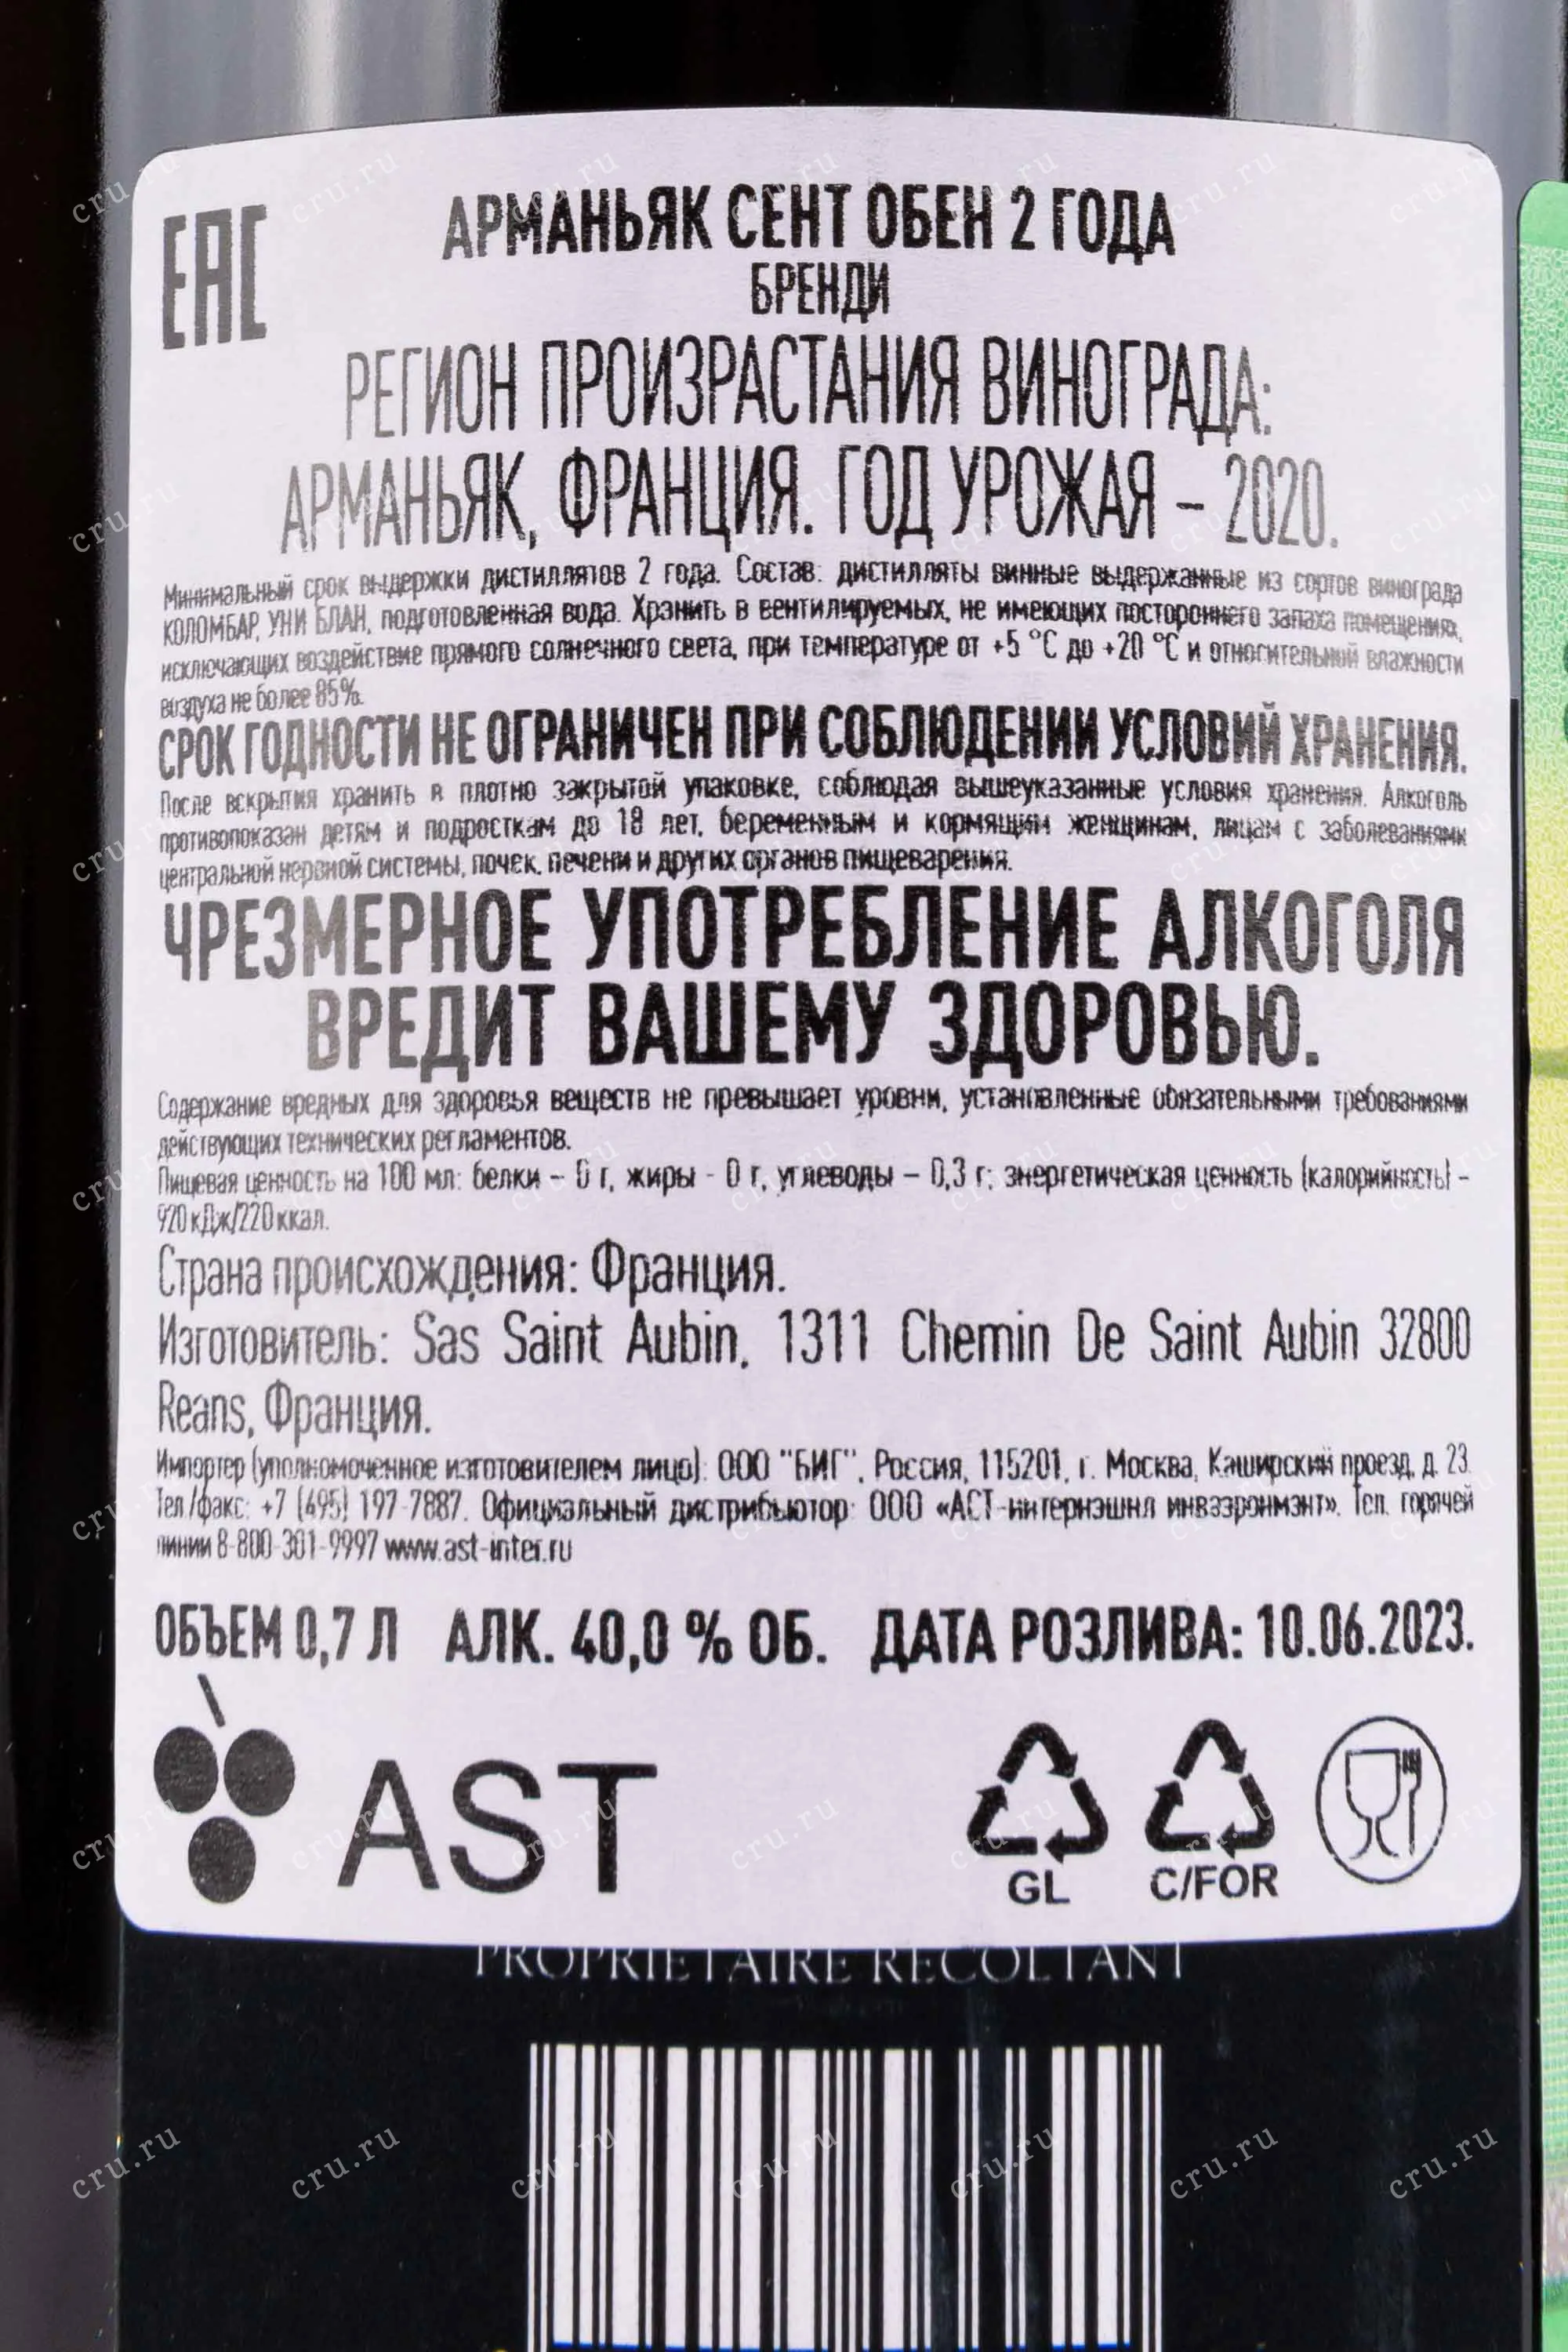 EAC
АРМАНЬЯК СЕНТ ОБЕН 2 ГОДА
БРЕНДИ
РЕГИОН ПРОИЗРАСТАНИЯ ВИНОГРАДА:
АРМАНЬЯК, ФРАНЦИЯ. ГОД УРОЖАЯ – 2020.
Минимальный срок выдержки дистиллятов 2 года. Состав: дистилляты винные выдержанные из сортов винограда
КОЛОМБАР, УНИ БЛАН, подготовленная вода. Хранить в вентилируемых, не имеющих постороннего запаха помещениях,
исключающих воздействие прямого солнечного света, при температуре от +5 °С до +20 °С и относительной влажности
воздуха не более 85%.
СРОК ГОДНОСТИ НЕ ОГРАНИЧЕН ПРИ СОБЛЮДЕНИИ УСЛОВИЙ ХРАНЕНИЯ.
После вскрытия хранить в плотно закрытой упаковке, соблюдая вышеуказанные условия хранения. Алкоголь
противопоказан детям и подросткам до 18 лет, беременным и кормящим женщинам, лицам с заболеваниями
центральной нервной системы, почек, печени и других органов пищеварения.
ЧРЕЗМЕРНОЕ УПОТРЕБЛЕНИЕ АЛКОГОЛЯ
ВРЕДИТ ВАШЕМУ ЗДОРОВЬЮ.
Содержание вредных для здоровья веществ не превышает уровни, установленные обязательными требованиями
действующих технических регламентов.
Пищевая ценность на 100 мл: белки – 0 г, жиры - 0 г, углеводы – 0,3 г; энергетическая ценность (калорийность) –
920 кДж/220 ккал.
Страна происхождения: Франция.
Изготовитель: Sas Saint Aubin, 1311 Chemin De Saint Aubin 32800
Reans, Франция.
Импортер (уполномоченное изготовителем лицо): ООО "БИГ", Россия, 115201, г. Москва, Каширский проезд, д. 23.
Тел./факс: +7 (495) 197-7887. Официальный дистрибьютор: ООО «АСТ-интернэшнл инваэронмэнт». Тел. горячей
линии 8-800-301-9997 www.ast-inter.ru
ОБЪЕМ 0,7 Л АЛК. 40,0 % ОБ. ДАТА РОЗЛИВА: 10.06.2023.
AST
GL
C/FOR
PROPRIETAIRE RECOLTANT
cru.ru